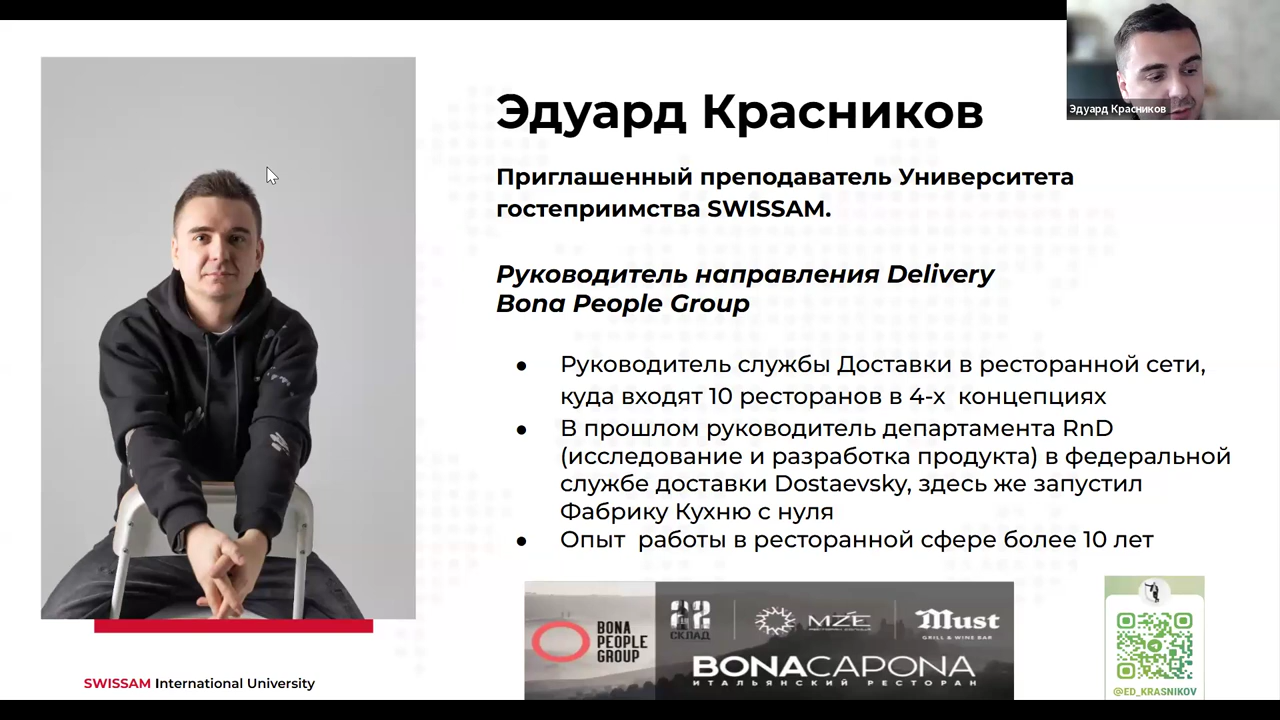 Эдуард Красников
Эдуард Красников
Приглашенный преподаватель Университета
гостеприимства SWISSAM.
Руководитель направления Delivery
Bona People Group
● Руководитель службы Доставки в ресторанной сети,
куда входят 10 ресторанов в 4-х концепциях
● В прошлом руководитель департамента RnD
(исследование и разработка продукта) в федеральной
службе доставки Dostaevsky, здесь же запустил
Фабрику Кухню с нуля
● Опыт работы в ресторанной сфере более 10 лет
BONA
PEOPLE
GROUP
22
СКЛАД
MZE
Must
GRILL & WINE BAR
BONACAPONA
ИТАЛЬЯНСКИЙ РЕСТОРАН
@ED_KRASNIKOV
SWISSAM International University